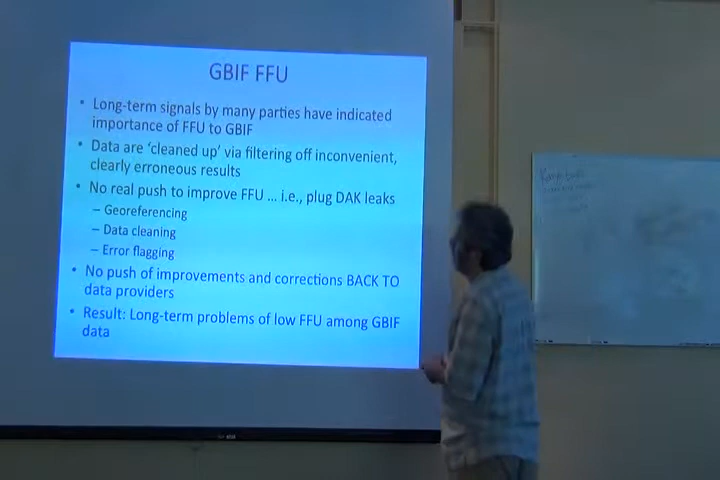 GBIF FFU
• Long-term signals by many parties have indicated
importance of FFU to GBIF
• Data are ‘cleaned up’ via filtering off inconvenient,
clearly erroneous results
• No real push to improve FFU ... i.e., plug DAK leaks
– Georeferencing
– Data cleaning
– Error flagging
• No push of improvements and corrections BACK TO
data providers
• Result: Long-term problems of low FFU among GBIF
data